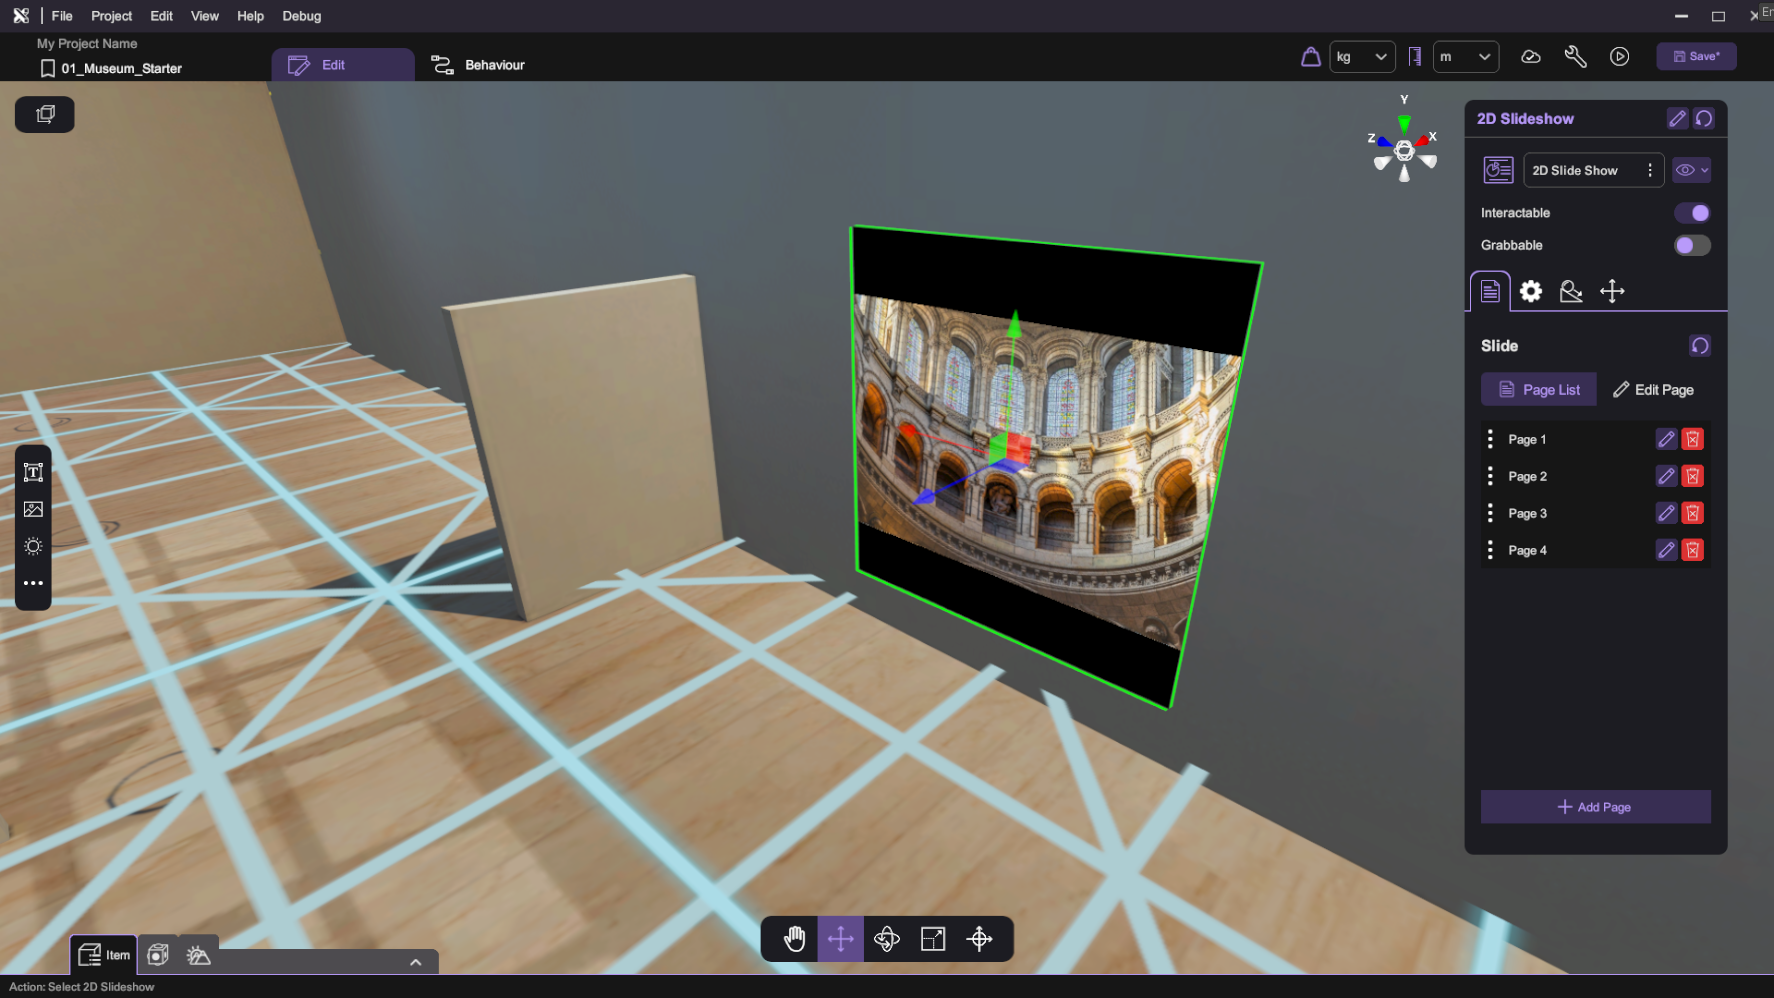 File Project Edit View Help Debug
En
My Project Name
01_Museum_Starter
Edit
Behaviour
kg
m
Save*
Y
Z
X
2D Slideshow
2D Slide Show
Interactable
Grabbable
Slide
Page List
Edit Page
Page 1
Page 2
Page 3
Page 4
Add Page
T
Item
Action: Select 2D Slideshow